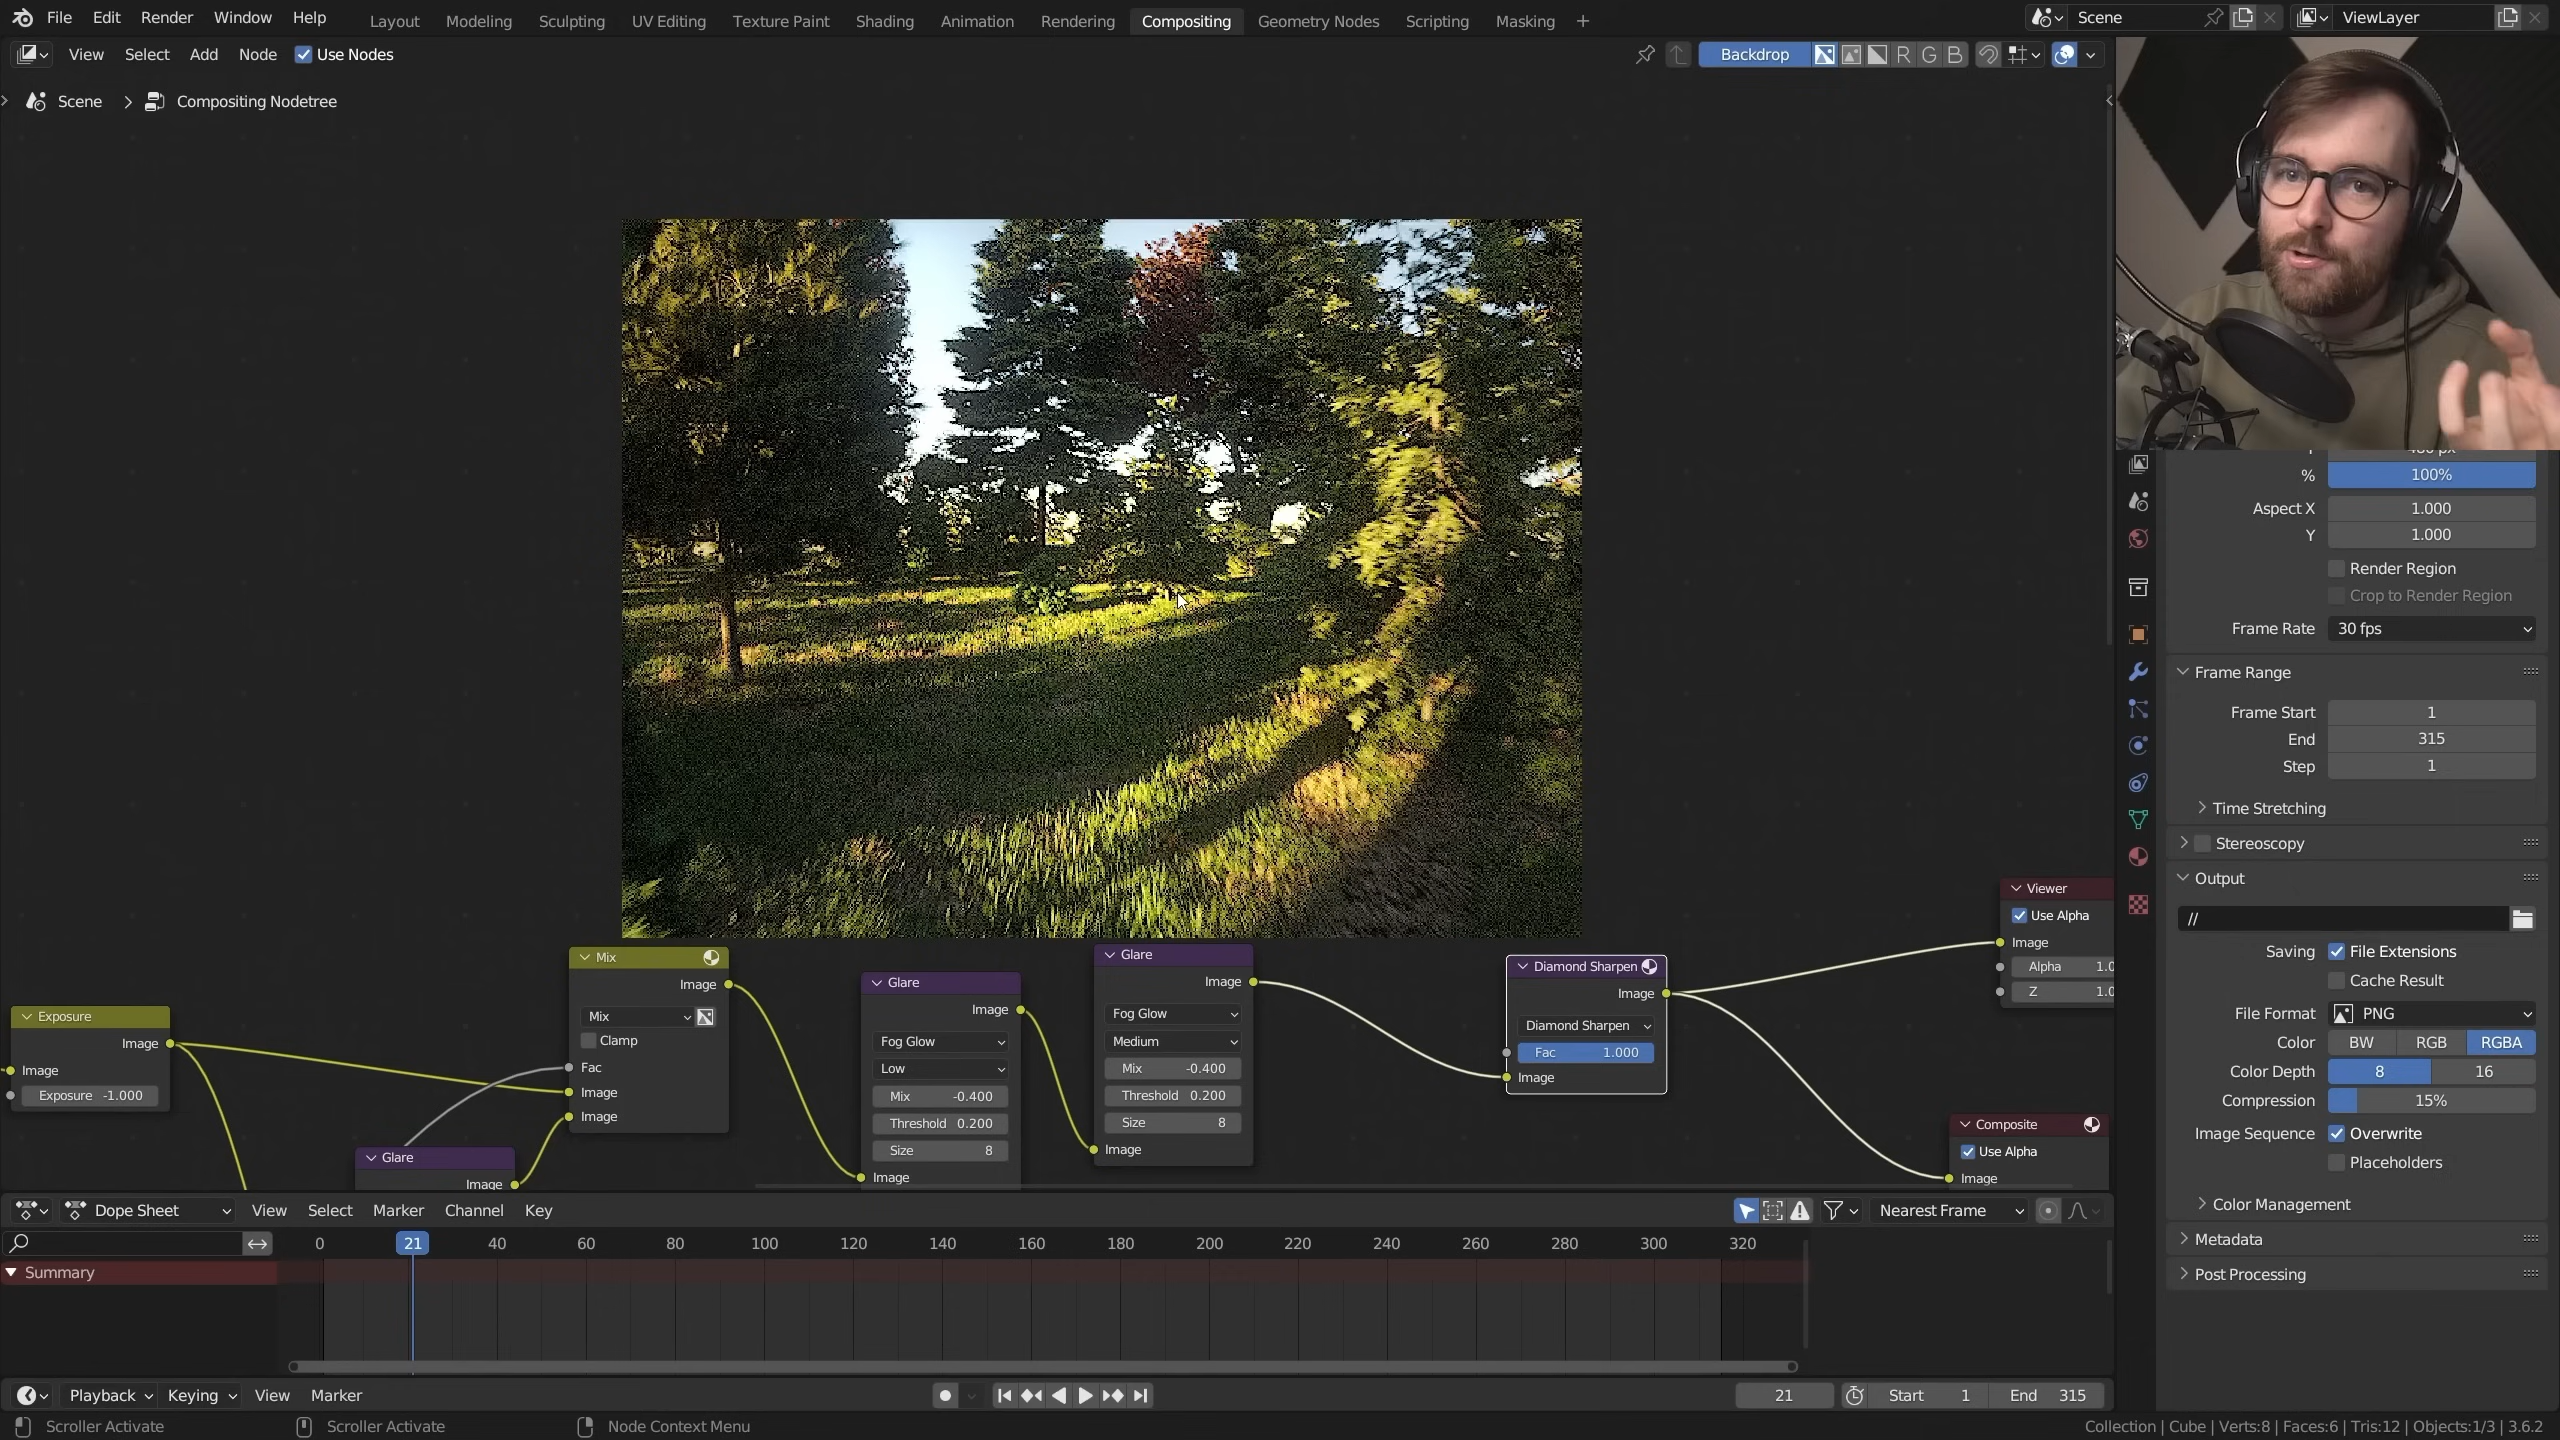 File Edit Render Window Help
Layout Modeling Sculpting UV Editing Texture Paint Shading Animation Rendering Compositing Geometry Nodes Scripting Masking +
Scene
ViewLayer
View Select Add Node Use Nodes
Backdrop R G B
Scene > Compositing Nodetree
% 100%
Aspect X 1.000
Y 1.000
Render Region
Crop to Render Region
Frame Rate 30 fps
Frame Range
Frame Start 1
End 315
Step 1
Time Stretching
Stereoscopy
Output
//
Saving File Extensions
Cache Result
File Format PNG
Color BW RGB RGBA
Color Depth 8 16
Compression 15%
Image Sequence Overwrite
Placeholders
Color Management
Metadata
Post Processing
Exposure
Image
Image
Exposure -1.000
Glare
Image
Mix
Image
Mix
Clamp
Fac
Image
Image
Glare
Image
Fog Glow
Low
Mix -0.400
Threshold 0.200
Size 8
Image
Glare
Image
Fog Glow
Medium
Mix -0.400
Threshold 0.200
Size 8
Image
Diamond Sharpen
Image
Diamond Sharpen
Fac 1.000
Image
Viewer
Use Alpha
Image
Alpha 1.0
Z 1.0
Composite
Use Alpha
Image
Dope Sheet View Select Marker Channel Key
Nearest Frame
0 21 40 60 80 100 120 140 160 180 200 220 240 260 280 300 320
Summary
Playback Keying View Marker
21 Start 1 End 315
Scroller Activate Scroller Activate Node Context Menu
Collection | Cube | Verts:8 | Faces:6 | Tris:12 | Objects:1/3 | 3.6.2